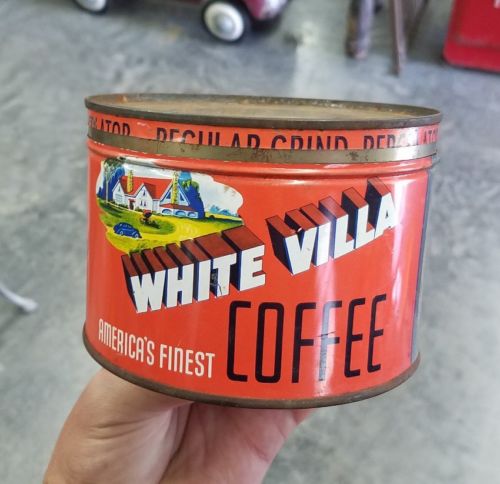 REGULAR GRIND
WHITE VILLA
COFFEE
AMERICA'S FINEST